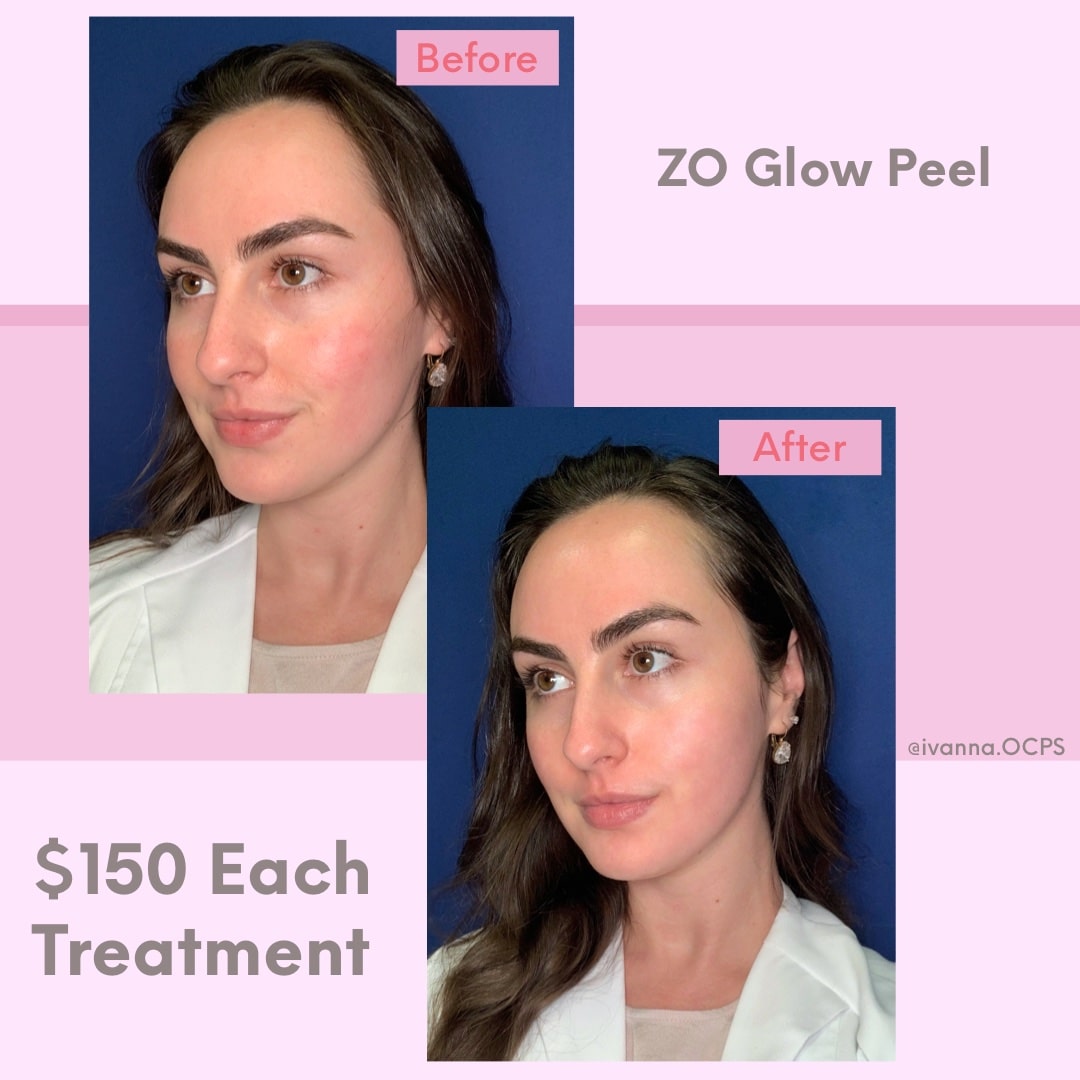 Before
ZO Glow Peel
After
@ivanna.OCPS
$150 Each
Treatment